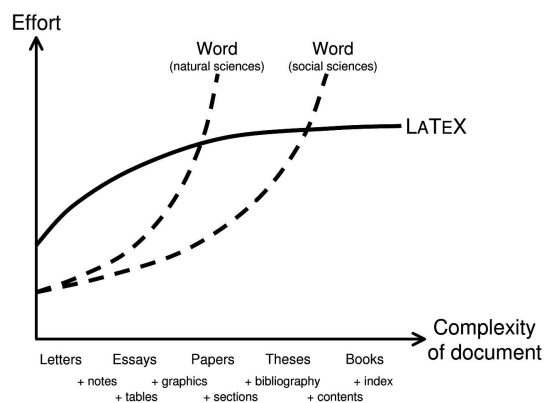 Effort
Word
(natural sciences)
Word
(social sciences)
LATEX
Complexity
of document
Letters Essays Papers Theses Books
+ notes + graphics + bibliography + index
+ tables + sections + contents